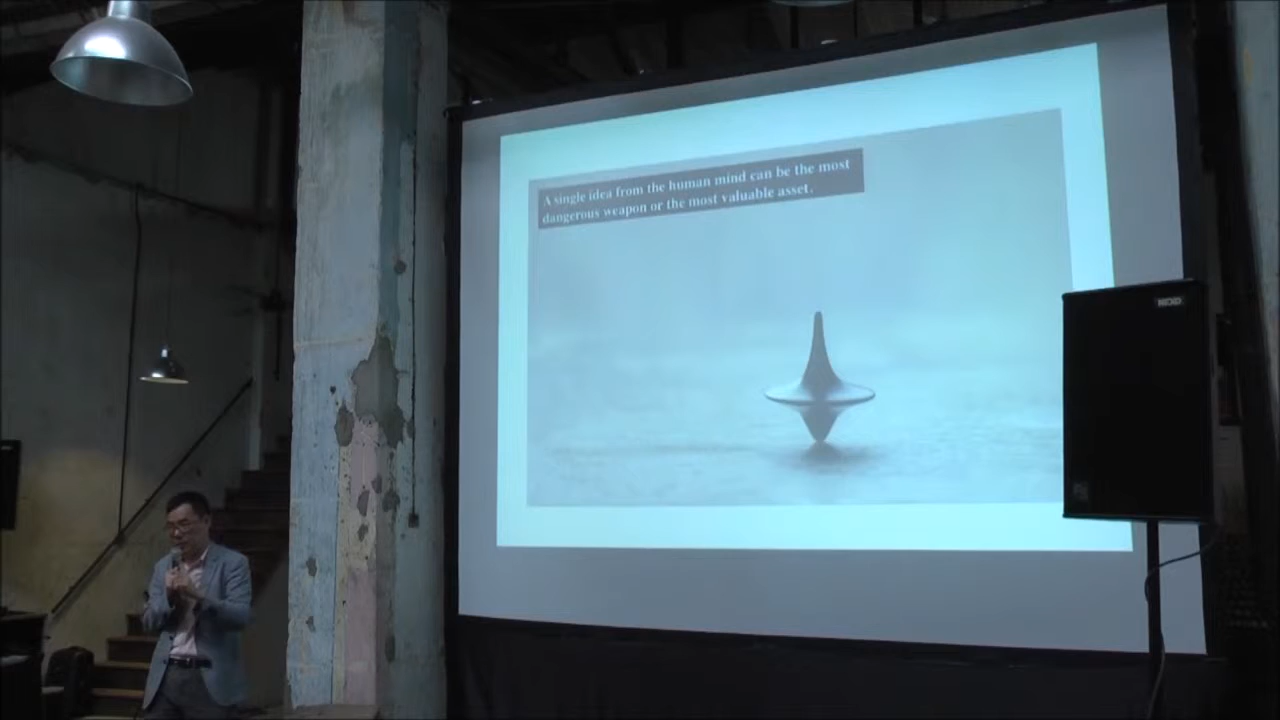 A single idea from the human mind can be the most
dangerous weapon or the most valuable asset.